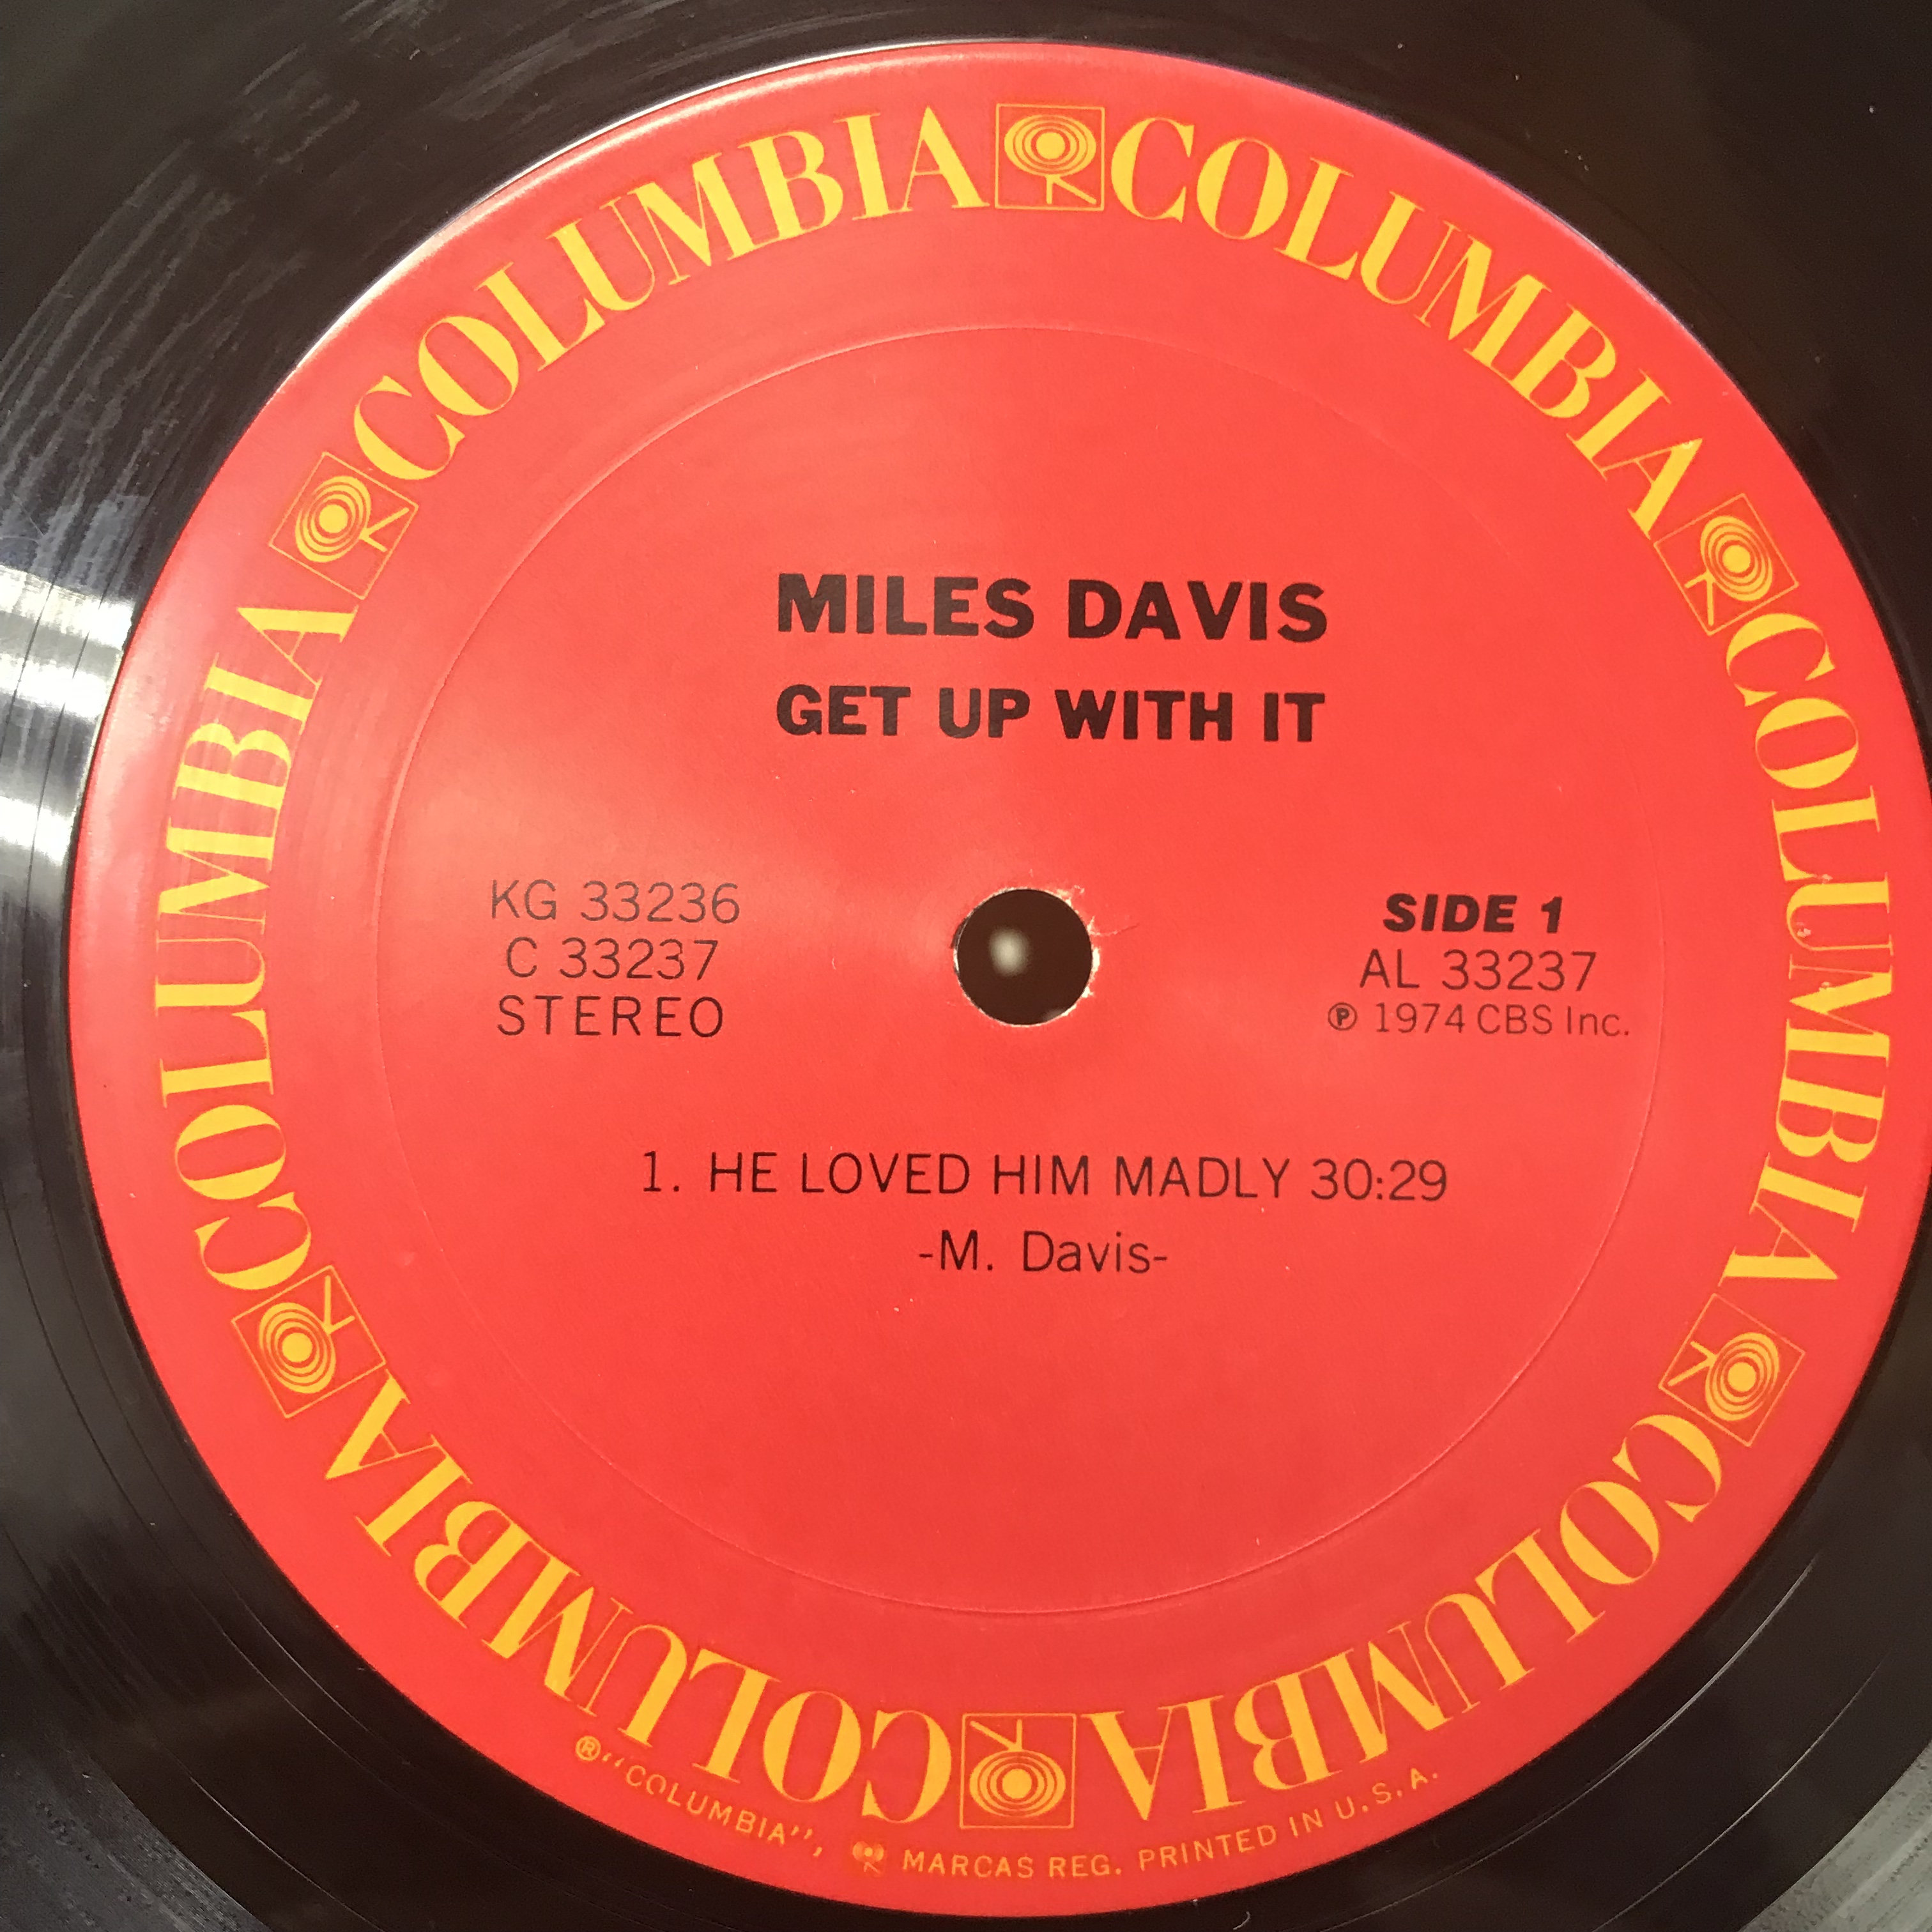 COLUMBIA COLUMBIA COLUMBIA COLUMBIA COLUMBIA COLUMBIA
MILES DAVIS
GET UP WITH IT
KG 33236
C 33237
STEREO
SIDE 1
AL 33237
℗ 1974 CBS Inc.
1. HE LOVED HIM MADLY 30:29
-M. Davis-
®"COLUMBIA", MARCAS REG. PRINTED IN U.S.A.